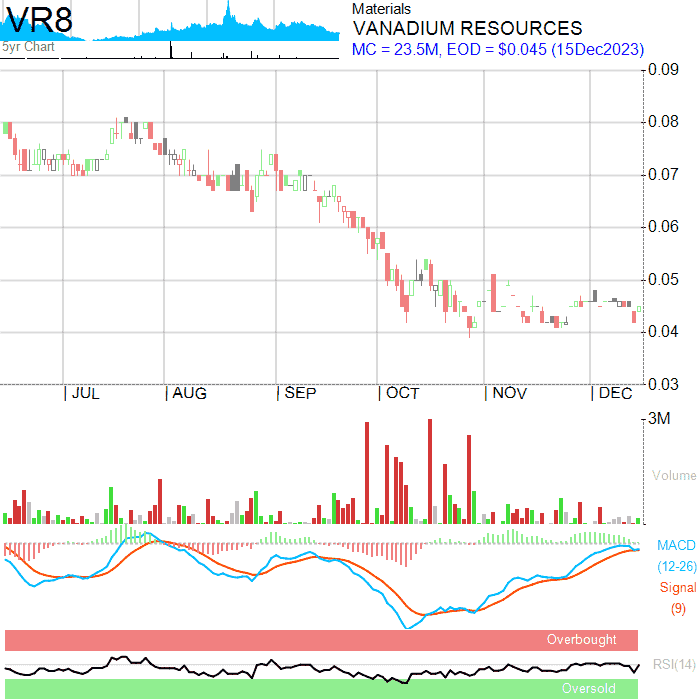 VR8
5yr Chart
Materials
VANADIUM RESOURCES
MC = 23.5M, EOD = $0.045 (15Dec2023)
0.09
0.08
0.07
0.06
0.05
0.04
0.03
JUL AUG SEP OCT NOV DEC
3M
Volume
MACD
(12-26)
Signal
(9)
Overbought
RSI(14)
Oversold